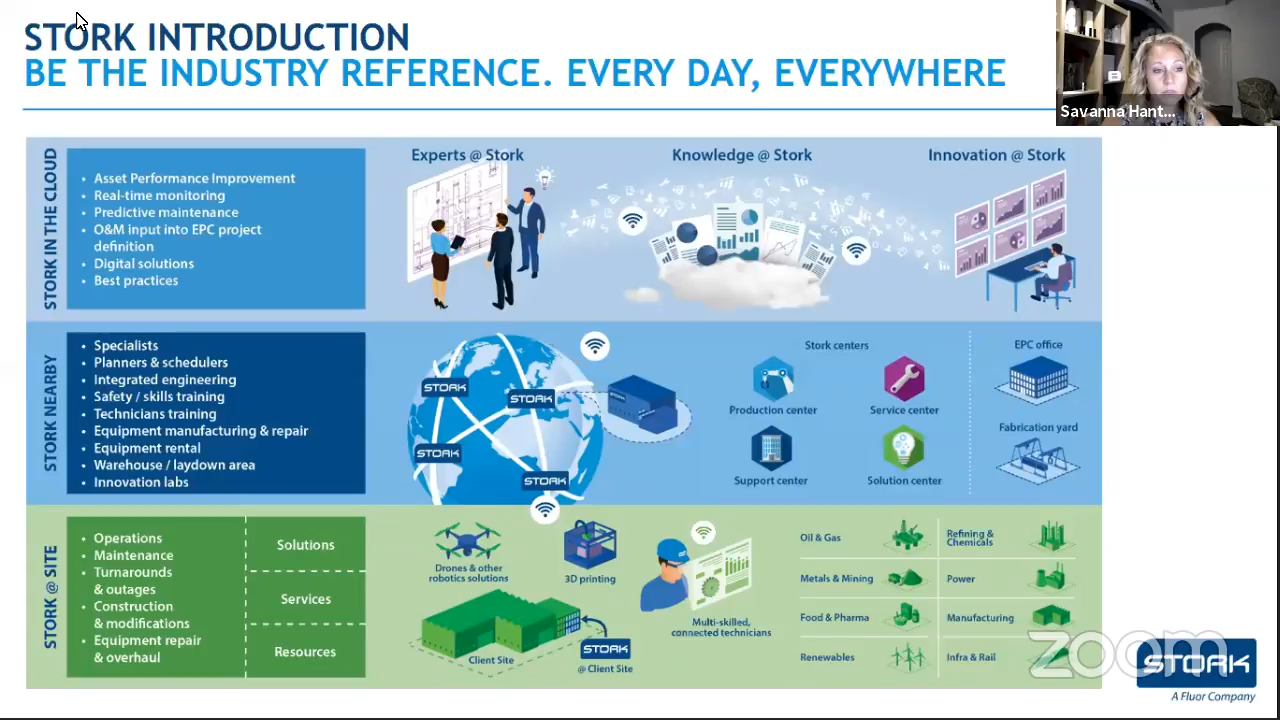 STORK INTRODUCTION
BE THE INDUSTRY REFERENCE. EVERY DAY, EVERYWHERE
Savanna Hant...
STORK IN THE CLOUD
• Asset Performance Improvement
• Real-time monitoring
• Predictive maintenance
• O&M input into EPC project
definition
• Digital solutions
• Best practices
Experts @ Stork
Knowledge @ Stork
Innovation @ Stork
STORK NEARBY
• Specialists
• Planners & schedulers
• Integrated engineering
• Safety / skills training
• Technicians training
• Equipment manufacturing & repair
• Equipment rental
• Warehouse / laydown area
• Innovation labs
STORK
STORK
STORK
STORK
Stork centers
Production center
Service center
Support center
Solution center
EPC office
Fabrication yard
STORK @ SITE
• Operations
• Maintenance
• Turnarounds
& outages
• Construction
& modifications
• Equipment repair
& overhaul
Solutions
Services
Resources
Drones & other
robotics solutions
3D printing
Multi-skilled,
connected technicians
Client Site
STORK
@ Client Site
Oil & Gas
Refining &
Chemicals
Metals & Mining
Power
Food & Pharma
Manufacturing
Renewables
Infra & Rail
zoom
STORK
A Fluor Company